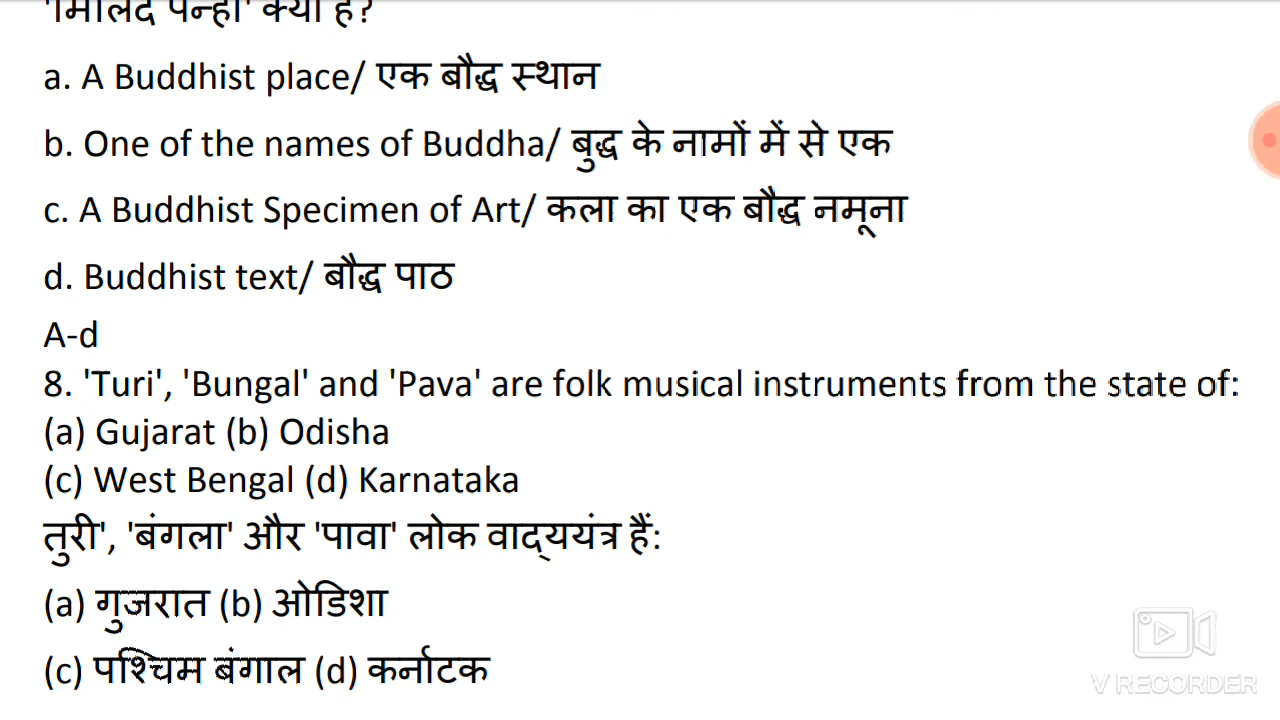 'मिलिंद पन्हो' क्या है?
a. A Buddhist place/ एक बौद्ध स्थान
b. One of the names of Buddha/ बुद्ध के नामों में से एक
c. A Buddhist Specimen of Art/ कला का एक बौद्ध नमूना
d. Buddhist text/ बौद्ध पाठ
A-d
8. 'Turi', 'Bungal' and 'Pava' are folk musical instruments from the state of:
(a) Gujarat (b) Odisha
(c) West Bengal (d) Karnataka
तुरी', 'बंगला' और 'पावा' लोक वाद्ययंत्र हैं:
(a) गुजरात (b) ओडिशा
(c) पश्चिम बंगाल (d) कर्नाटक
V RECORDER